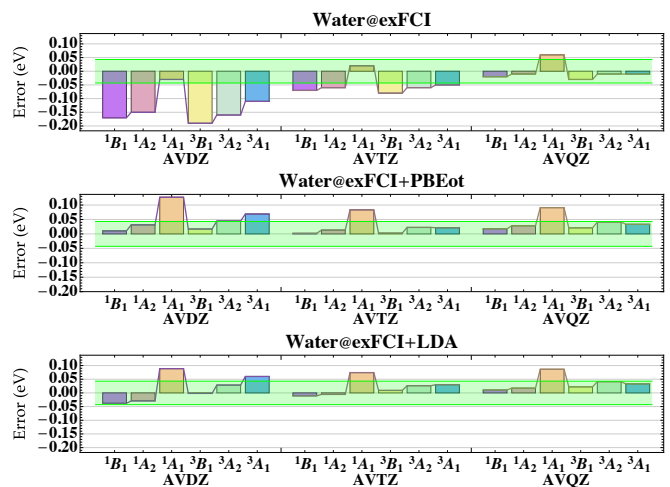 Water@exFCI
Error (eV)
0.10
0.05
0.00
−0.05
−0.10
−0.15
−0.20
¹B₁ ¹A₂ ¹A₁ ³B₁ ³A₂ ³A₁ ¹B₁ ¹A₂ ¹A₁ ³B₁ ³A₂ ³A₁ ¹B₁ ¹A₂ ¹A₁ ³B₁ ³A₂ ³A₁
AVDZ AVTZ AVQZ
Water@exFCI+PBEot
Error (eV)
0.10
0.05
0.00
−0.05
−0.10
−0.15
−0.20
¹B₁ ¹A₂ ¹A₁ ³B₁ ³A₂ ³A₁ ¹B₁ ¹A₂ ¹A₁ ³B₁ ³A₂ ³A₁ ¹B₁ ¹A₂ ¹A₁ ³B₁ ³A₂ ³A₁
AVDZ AVTZ AVQZ
Water@exFCI+LDA
Error (eV)
0.10
0.05
0.00
−0.05
−0.10
−0.15
−0.20
¹B₁ ¹A₂ ¹A₁ ³B₁ ³A₂ ³A₁ ¹B₁ ¹A₂ ¹A₁ ³B₁ ³A₂ ³A₁ ¹B₁ ¹A₂ ¹A₁ ³B₁ ³A₂ ³A₁
AVDZ AVTZ AVQZ